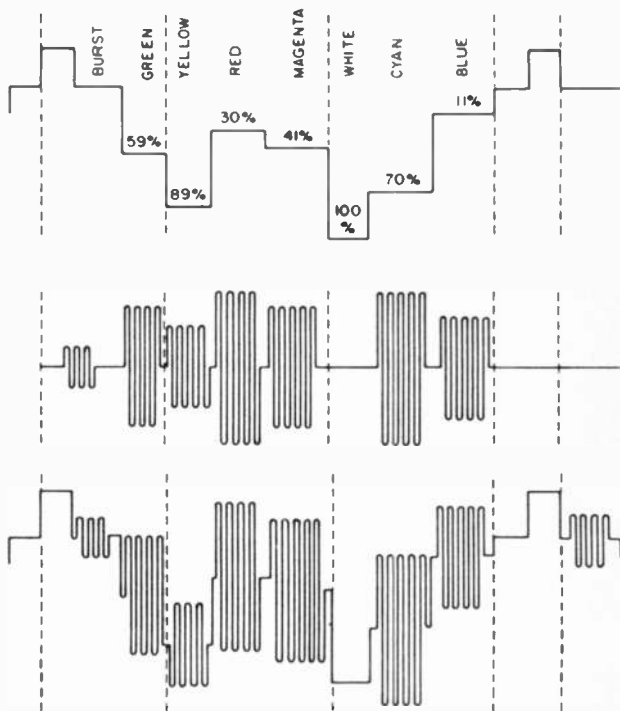 BURST
GREEN
YELLOW
RED
MAGENTA
WHITE
CYAN
BLUE
59%
89%
30%
41%
100
%
70%
11%